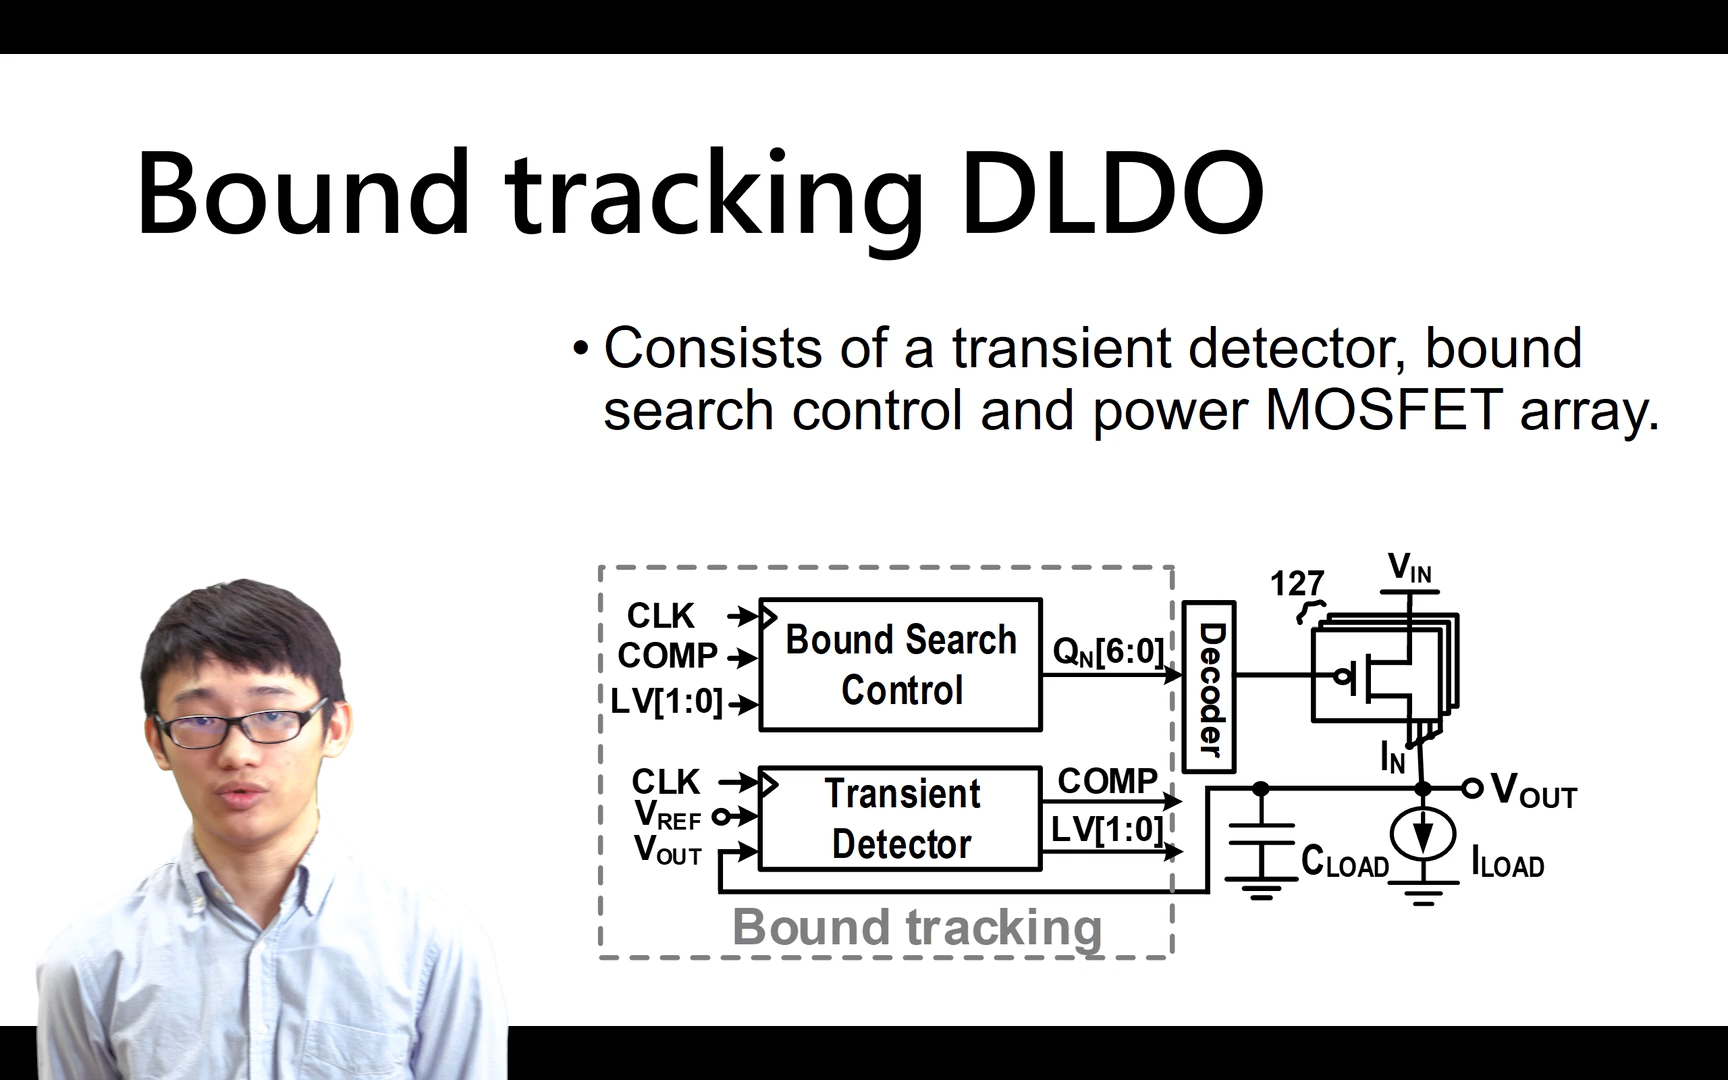 Bound tracking DLDO
• Consists of a transient detector, bound
search control and power MOSFET array.
CLK
COMP
LV[1:0]
Bound Search
Control
QN[6:0]
Decoder
127
VIN
IN
CLK
VREF
VOUT
Transient
Detector
COMP
LV[1:0]
VOUT
CLOAD
ILOAD
Bound tracking